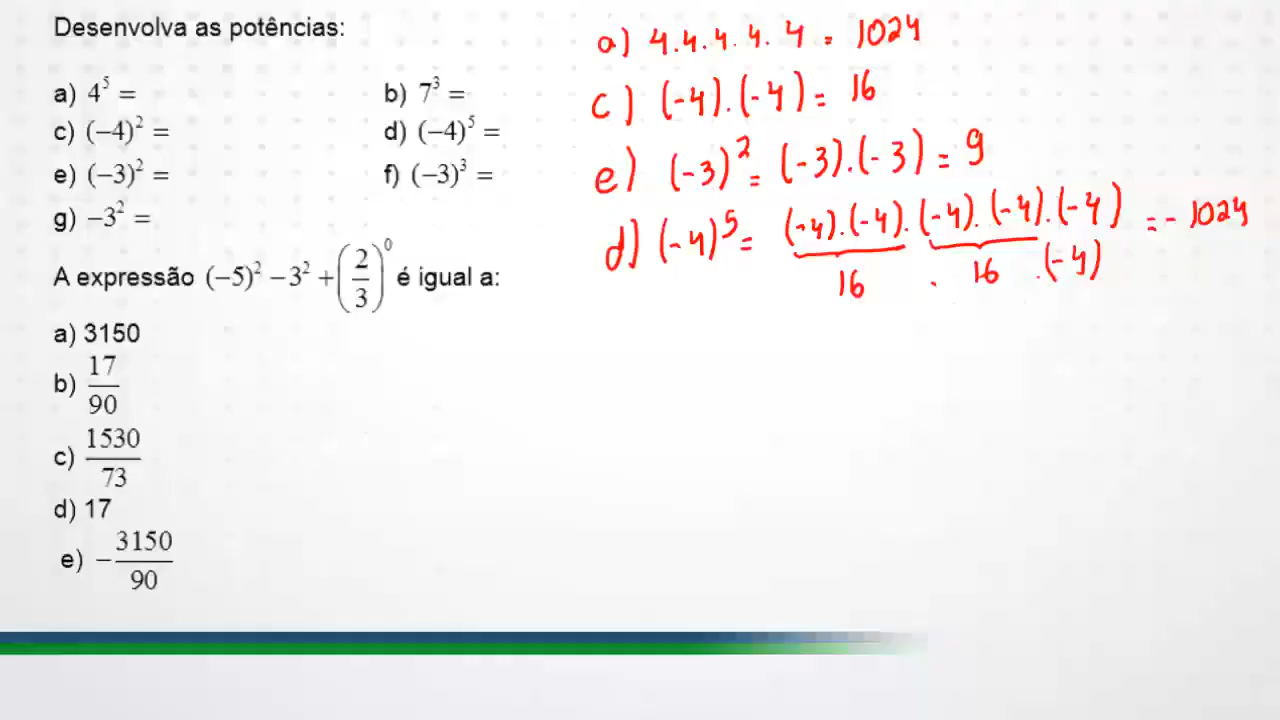 Desenvolva as potências:
a) 4⁵ =
b) 7³ =
c) (−4)² =
d) (−4)⁵ =
e) (−3)² =
f) (−3)³ =
g) −3² =
A expressão (−5)² − 3² + (2/3)⁰ é igual a:
a) 3150
b) 17/90
c) 1530/73
d) 17
e) −3150/90
a) 4.4.4.4.4 = 1024
c) (-4).(-4) = 16
e) (-3)² = (-3).(-3) = 9
d) (-4)⁵ = (-4).(-4).(-4).(-4).(-4) = -1024
16 . 16 .(-4)